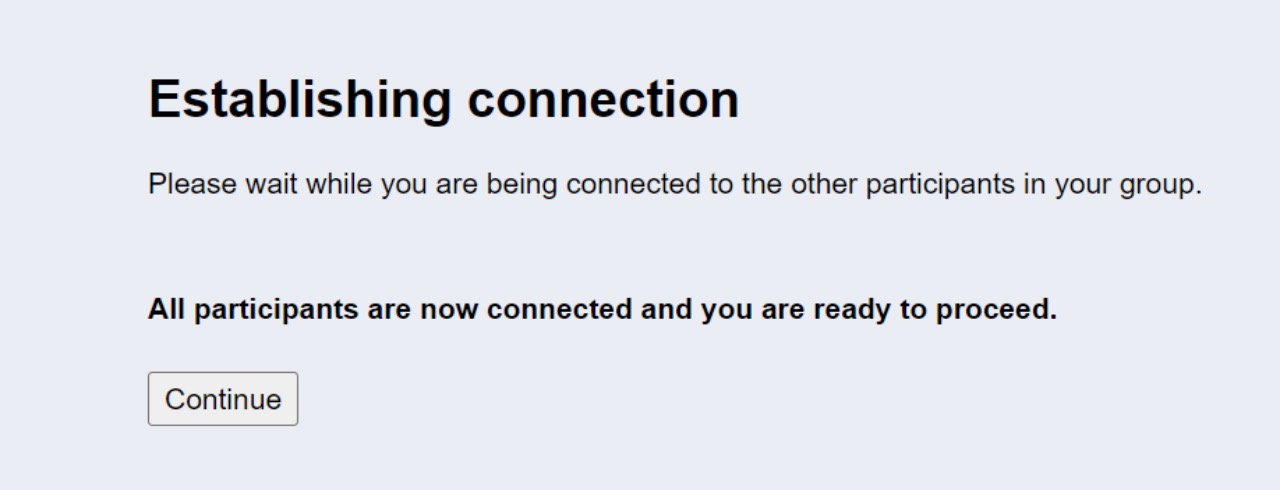 Establishing connection
Please wait while you are being connected to the other participants in your group.
All participants are now connected and you are ready to proceed.
Continue